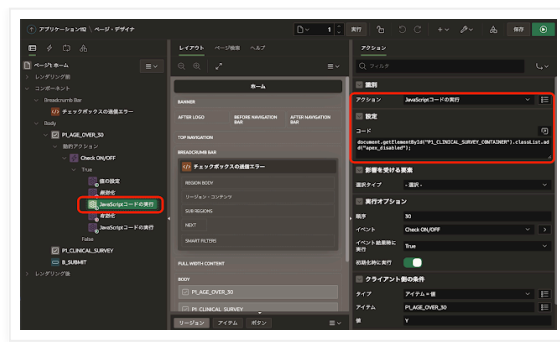 アプリケーション112 \ ページ・デザイナ
1
実行
保存
ページ1: ホーム
レンダリング前
コンポーネント
Breadcrumb Bar
チェックボックスの送信エラー
Body
P1_AGE_OVER_30
動的アクション
Check ON/OFF
True
値の設定
無効化
JavaScriptコードの実行
有効化
JavaScriptコードの実行
False
P1_CLINICAL_SURVEY
B_SUBMIT
レンダリング後
レイアウト ページ検索 ヘルプ
ホーム
BANNER
AFTER LOGO
BEFORE NAVIGATION BAR
AFTER NAVIGATION BAR
TOP NAVIGATION
BREADCRUMB BAR
チェックボックスの送信エラー
REGION BODY
リージョン・コンテンツ
SUB REGIONS
NEXT
SMART FILTERS
FULL WIDTH CONTENT
BODY
P1_AGE_OVER_30
P1_CLINICAL_SURVEY
リージョン アイテム ボタン
アクション
フィルタ
識別
アクション JavaScriptコードの実行
設定
コード
document.getElementById("P1_CLINICAL_SURVEY_CONTAINER").classList.ad
d("apex_disabled");
影響を受ける要素
選択タイプ - 選択 -
実行オプション
順序 30
イベント Check ON/OFF
イベント結果時に実行 True
初期化時に実行
クライアント側の条件
タイプ アイテム = 値
アイテム P1_AGE_OVER_30
値 Y